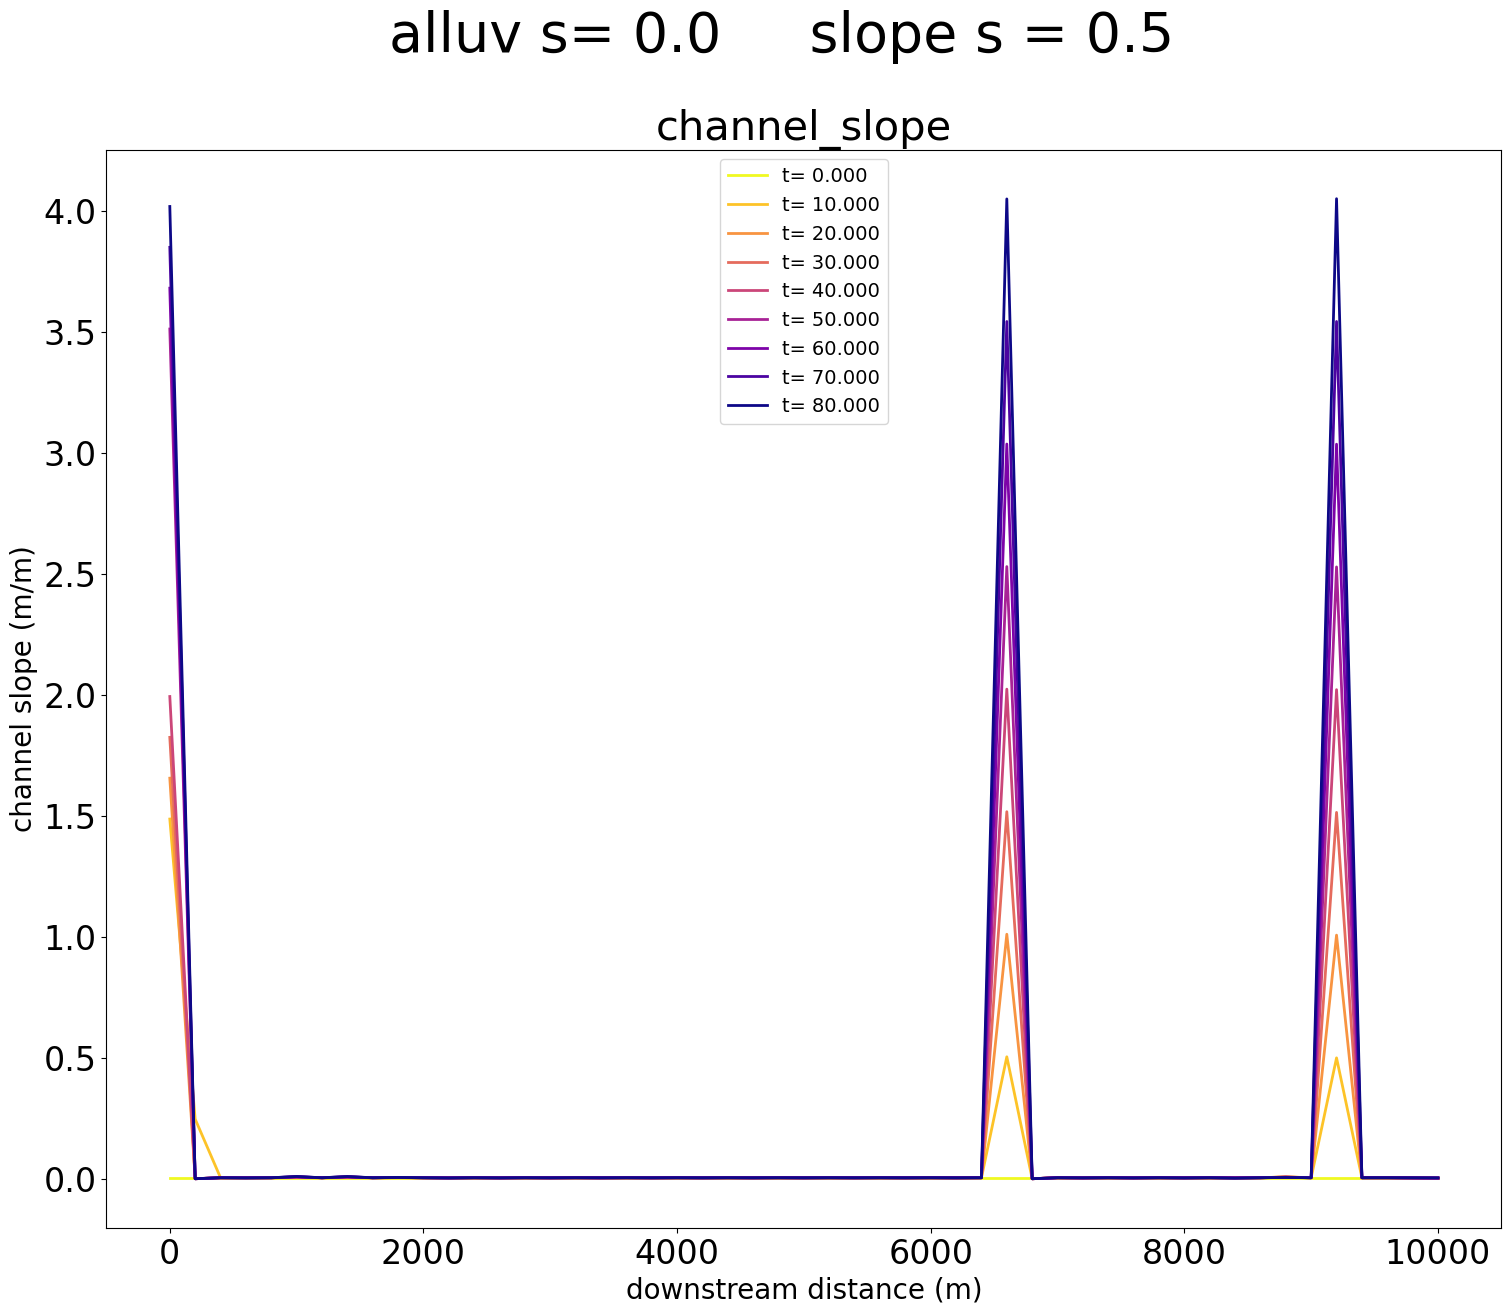 alluv s= 0.0 slope s = 0.5
channel_slope
t= 0.000
t= 10.000
t= 20.000
t= 30.000
t= 40.000
t= 50.000
t= 60.000
t= 70.000
t= 80.000
channel slope (m/m)
4.0
3.5
3.0
2.5
2.0
1.5
1.0
0.5
0.0
0 2000 4000 6000 8000 10000
downstream distance (m)